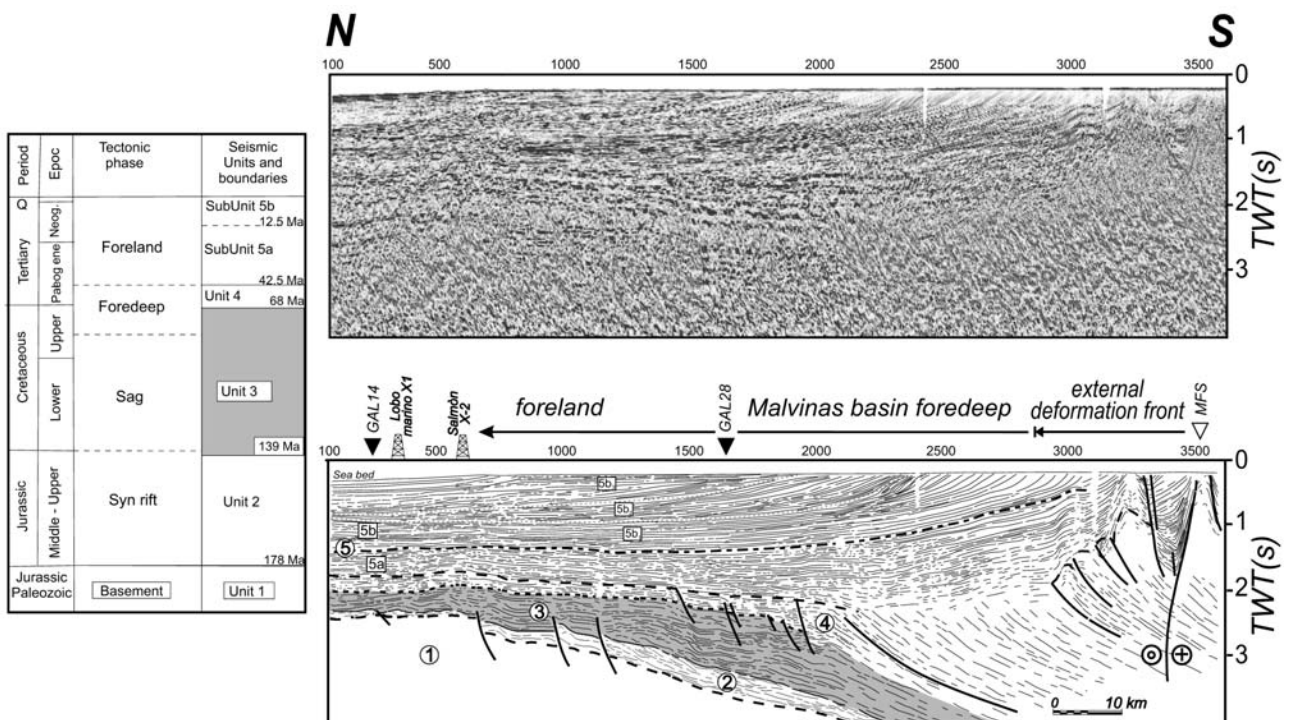 N
S
100 500 1000 1500 2000 2500 3000 3500
0
1
2
3
TWT(s)
Period
Epoc
Tectonic
phase
Seismic
Units and
boundaries
Q
Neog.
Tertiary
Foreland
SubUnit 5b
12.5 Ma
SubUnit 5a
42.5 Ma
Foredeep
Unit 4
68 Ma
Cretaceous
Upper
Lower
Sag
Unit 3
139 Ma
Jurassic
Middle - Upper
Syn rift
Unit 2
178 Ma
Jurassic
Paleozoic
Basement
Unit 1
GAL14
Lobo
marino X1
Salmón
X-2
foreland
GAL28
Malvinas basin foredeep
external
deformation front
MFS
100 500 1000 1500 2000 2500 3000 3500
0
1
2
3
TWT(s)
Sea bed
5b
5b
5b
5b
5
5a
3
4
1
2
0 10 km